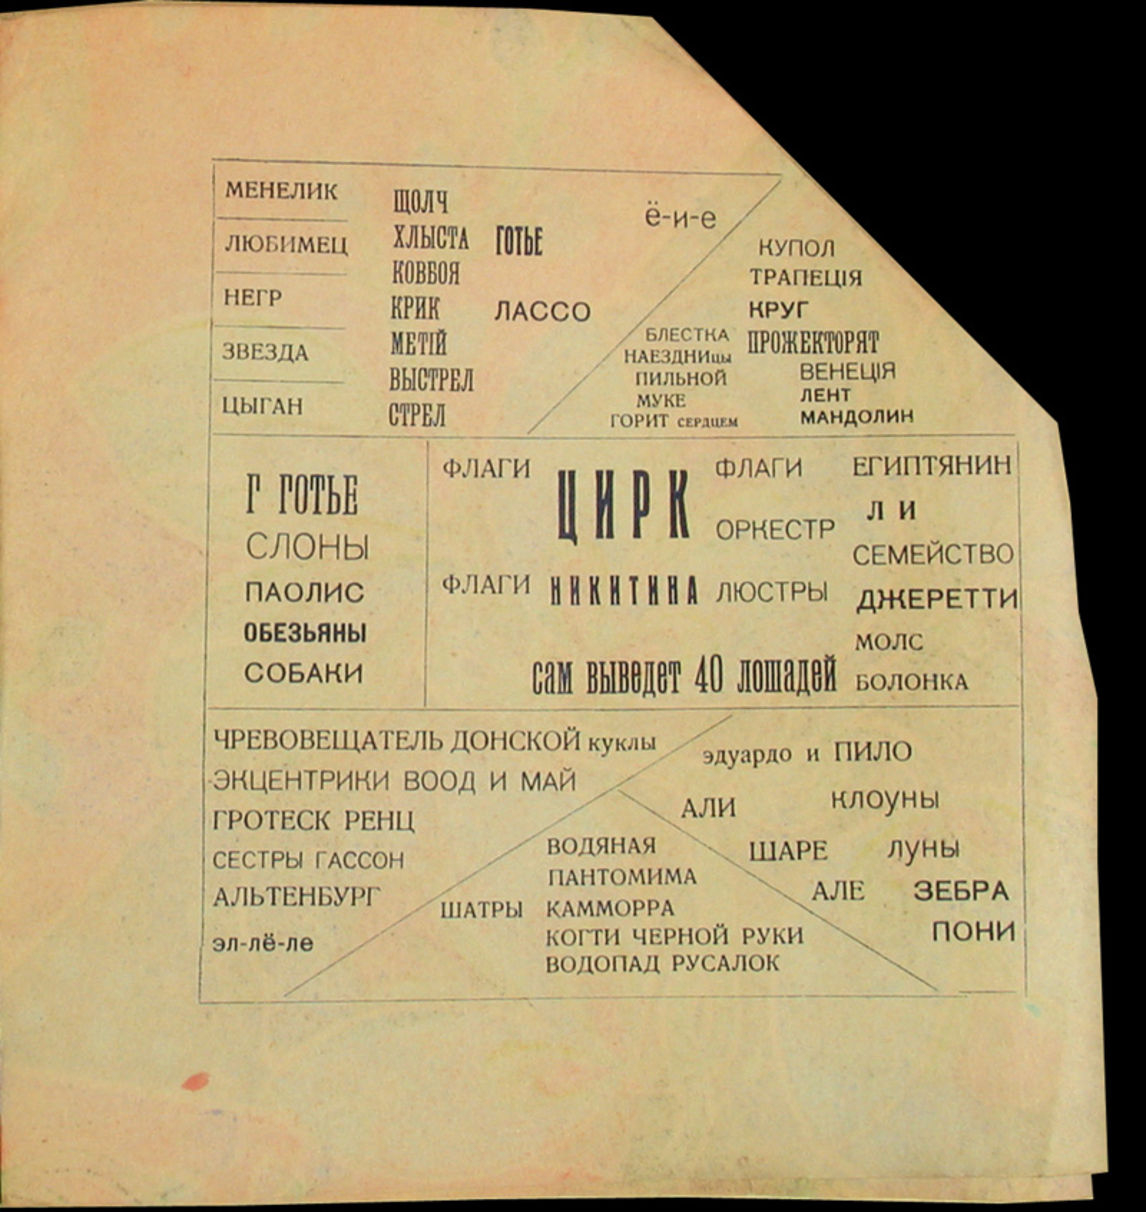 МЕНЕЛИК
ЛЮБИМЕЦ
НЕГР
ЗВЕЗДА
ЦЫГАН
ЩОЛЧ
ХЛЫСТА ГОТЬЕ
КОВБОЯ
КРИК ЛАССО
МЕТІЙ
ВЫСТРЕЛ
СТРЕЛ
Ё-и-е
БЛЕСТКА
НАЕЗДНИцы
ПИЛЬНОЙ
МУКЕ
ГОРИТ СЕРДЦЕМ
КУПОЛ
ТРАПЕЦІЯ
КРУГ
ПРОЖЕКТОРЯТ
ВЕНЕЦІЯ
ЛЕНТ
МАНДОЛИН
Г ГОТЬЕ
СЛОНЫ
ПАОЛИС
ОБЕЗЬЯНЫ
СОБАКИ
ФЛАГИ ЦИРК ФЛАГИ
ОРКЕСТР
ФЛАГИ НИКИТИНА ЛЮСТРЫ
сам выведет 40 лошадей
ЕГИПТЯНИН
ЛИ
СЕМЕЙСТВО
ДЖЕРЕТТИ
МОЛС
БОЛОНКА
ЧРЕВОВЕЩАТЕЛЬ ДОНСКОЙ куклы
ЭКЦЕНТРИКИ ВООД И МАЙ
ГРОТЕСК РЕНЦ
СЕСТРЫ ГАССОН
АЛЬТЕНБУРГ
эл-лё-ле
ШАТРЫ
ВОДЯНАЯ
ПАНТОМИМА
КАММОРРА
КОГТИ ЧЕРНОЙ РУКИ
ВОДОПАД РУСАЛОК
эдуардо и ПИЛО
АЛИ клоуны
ШАРЕ луны
АЛЕ ЗЕБРА
ПОНИ